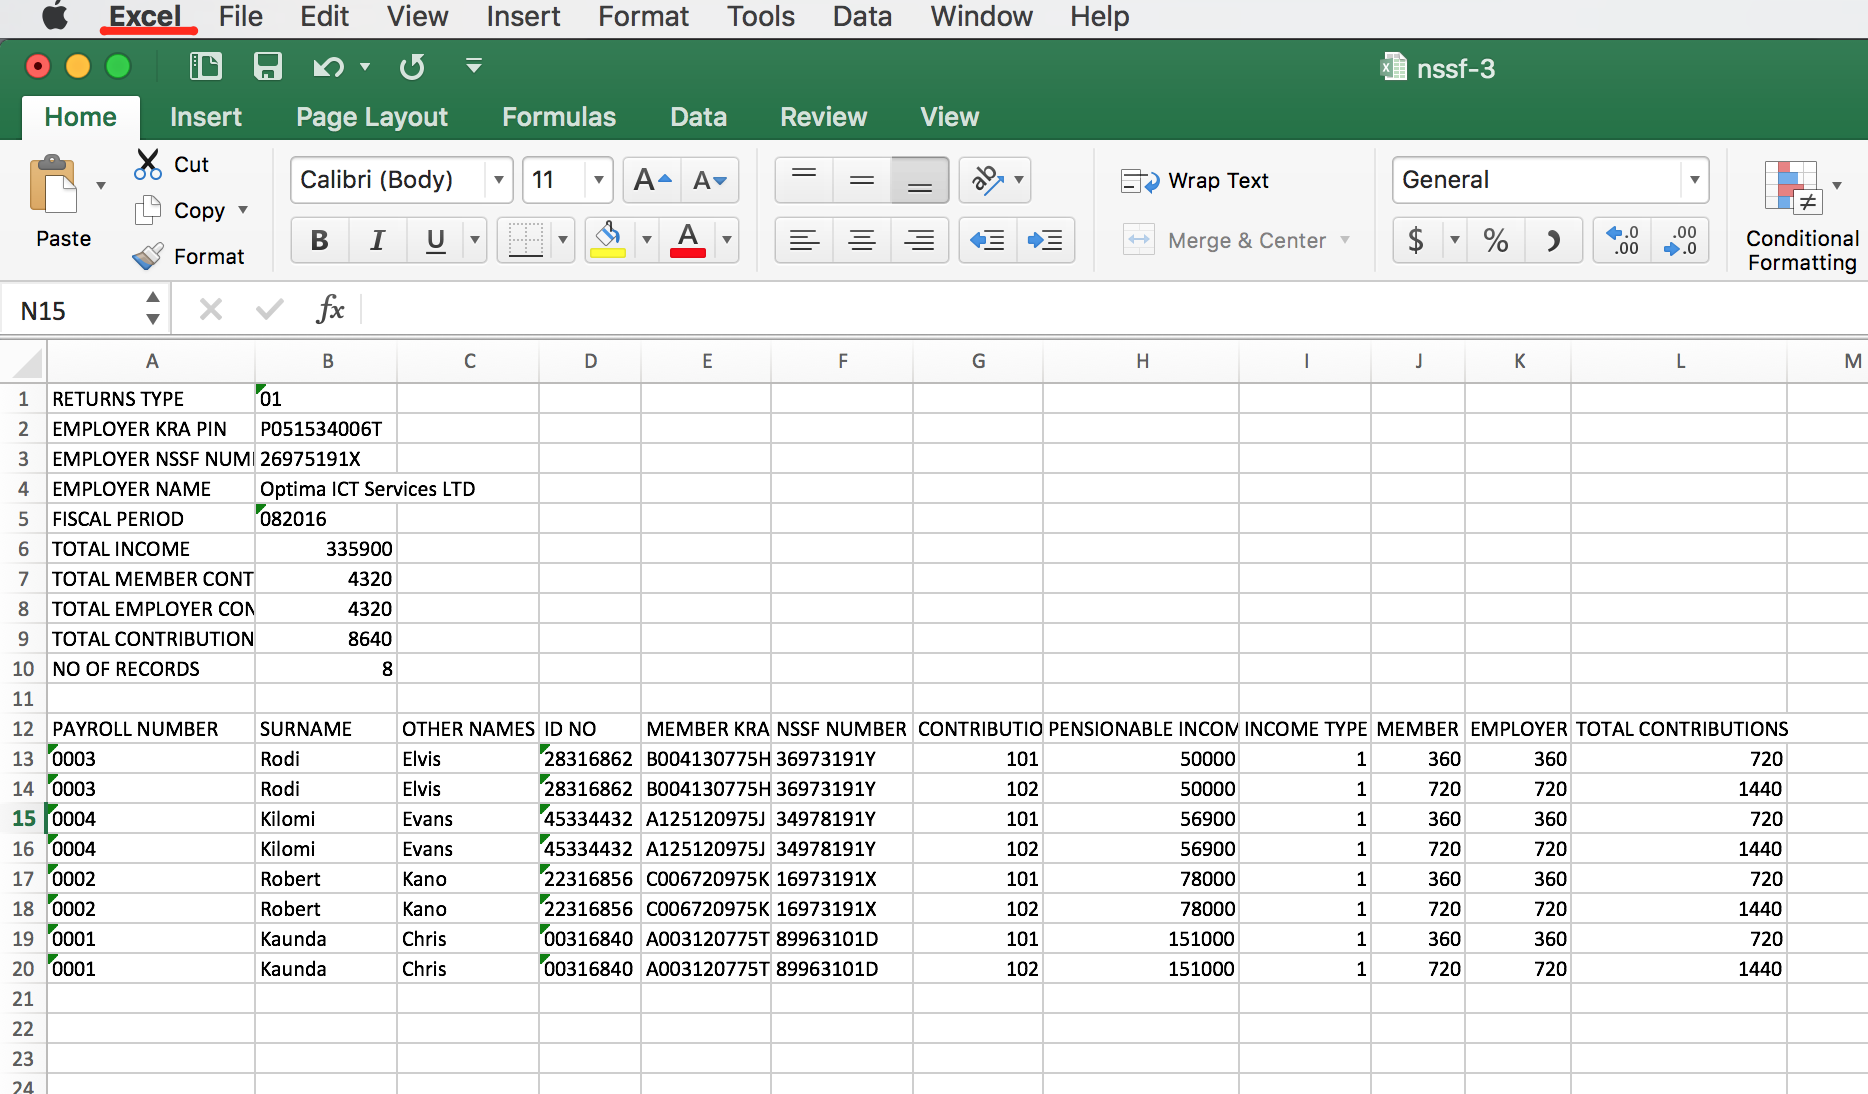 Excel File Edit View Insert Format Tools Data Window Help
nssf-3
Home Insert Page Layout Formulas Data Review View
Cut
Copy
Format
Paste
Calibri (Body) 11 A A
B I U A
ab
Wrap Text
Merge & Center
General
$ % .0 .00 .00 .0
≠
Conditional
Formatting
N15 fx
A B C D E F G H I J K L M
1 RETURNS TYPE 01
2 EMPLOYER KRA PIN P051534006T
3 EMPLOYER NSSF NUM 26975191X
4 EMPLOYER NAME Optima ICT Services LTD
5 FISCAL PERIOD 082016
6 TOTAL INCOME 335900
7 TOTAL MEMBER CONT 4320
8 TOTAL EMPLOYER CON 4320
9 TOTAL CONTRIBUTION 8640
10 NO OF RECORDS 8
11
12 PAYROLL NUMBER SURNAME OTHER NAMES ID NO MEMBER KRA NSSF NUMBER CONTRIBUTIO PENSIONABLE INCOM INCOME TYPE MEMBER EMPLOYER TOTAL CONTRIBUTIONS
13 0003 Rodi Elvis 28316862 B004130775H 36973191Y 101 50000 1 360 360 720
14 0003 Rodi Elvis 28316862 B004130775H 36973191Y 102 50000 1 720 720 1440
15 0004 Kilomi Evans 45334432 A125120975J 34978191Y 101 56900 1 360 360 720
16 0004 Kilomi Evans 45334432 A125120975J 34978191Y 102 56900 1 720 720 1440
17 0002 Robert Kano 22316856 C006720975K 16973191X 101 78000 1 360 360 720
18 0002 Robert Kano 22316856 C006720975K 16973191X 102 78000 1 720 720 1440
19 0001 Kaunda Chris 00316840 A003120775T 89963101D 101 151000 1 360 360 720
20 0001 Kaunda Chris 00316840 A003120775T 89963101D 102 151000 1 720 720 1440
21
22
23
24